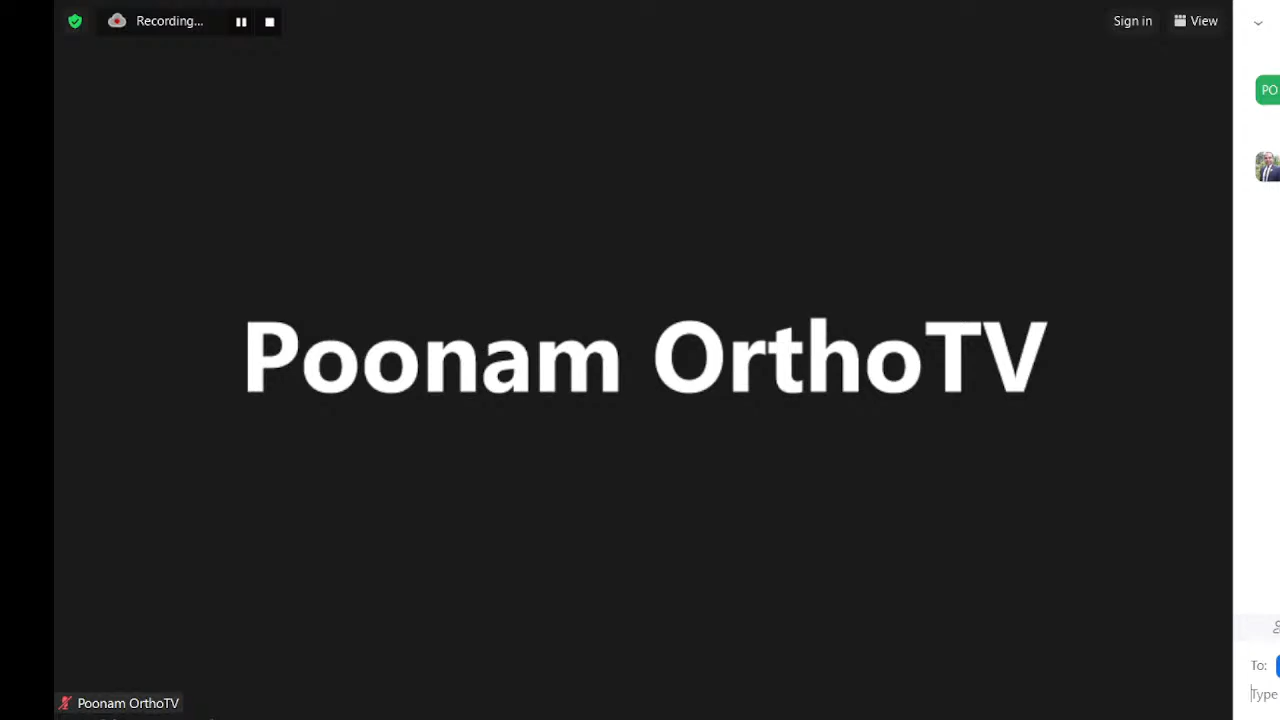 Recording...
Sign in
View
PO
Poonam OrthoTV
Poonam OrthoTV
To:
Type